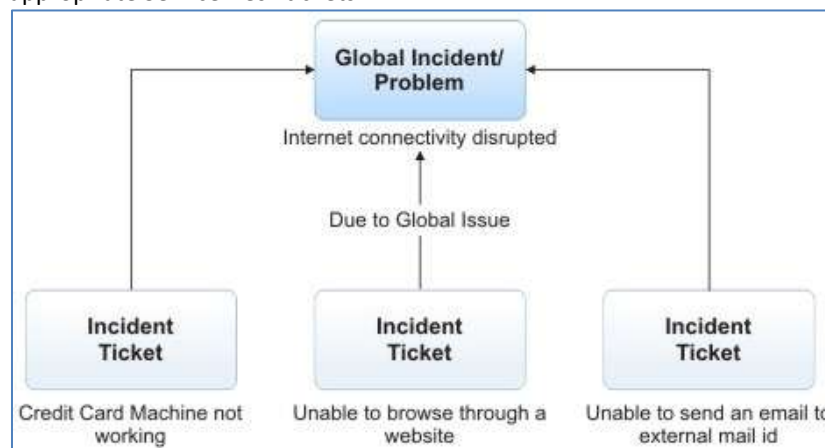 Global Incident/
Problem
Internet connectivity disrupted
Due to Global Issue
Incident
Ticket
Incident
Ticket
Incident
Ticket
Credit Card Machine not
working
Unable to browse through a
website
Unable to send an email to
external mail id